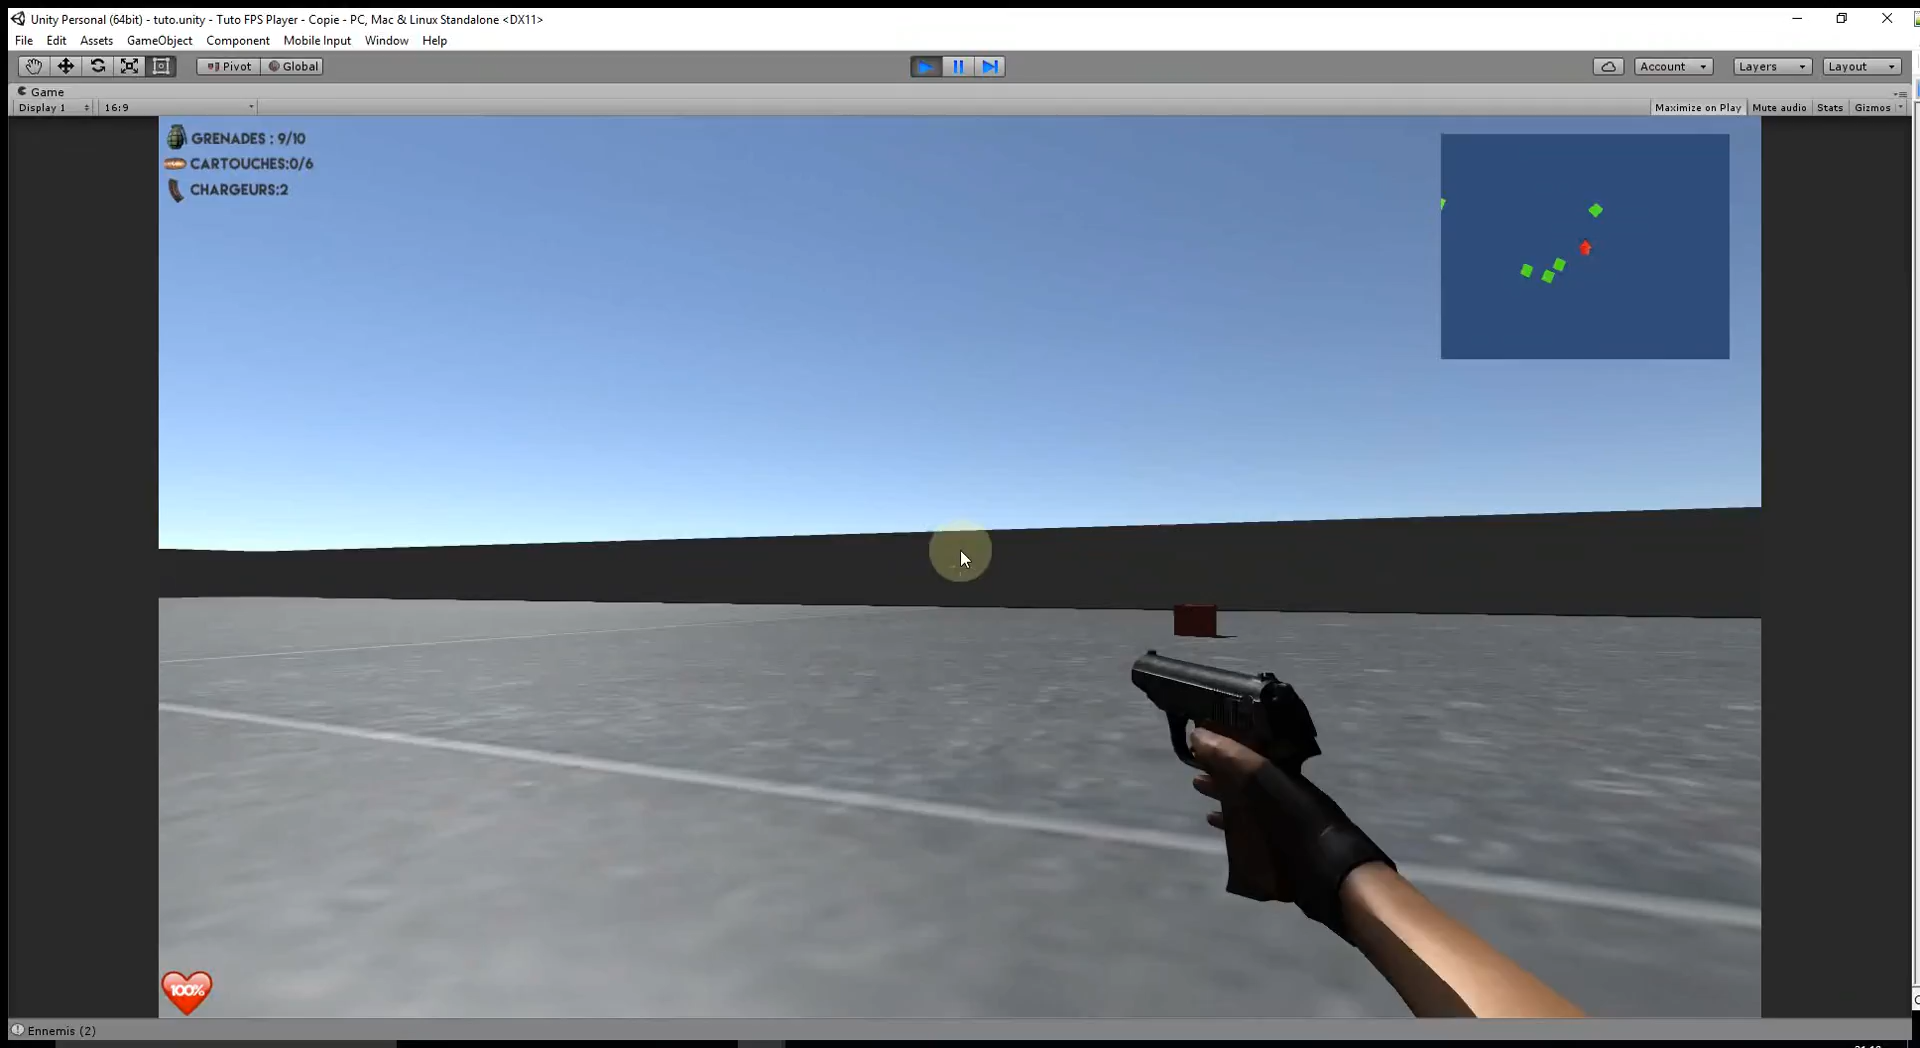 Unity Personal (64bit) - tuto.unity - Tuto FPS Player - Copie - PC, Mac & Linux Standalone <DX11>
File Edit Assets GameObject Component Mobile Input Window Help
Pivot Global Account Layers Layout
Game
Display 1 16:9 Maximize on Play Mute audio Stats Gizmos
GRENADES : 9/10
CARTOUCHES:0/6
CHARGEURS:2
100%
Ennemis (2)